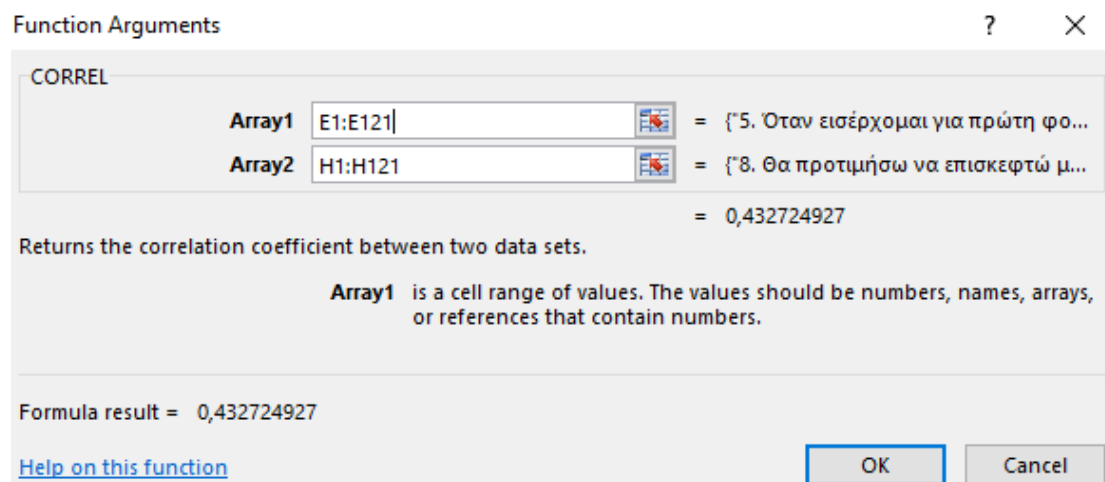 Function Arguments ? ×
CORREL
Array1 E1:E121 = {"5. Όταν εισέρχομαι για πρώτη φο...
Array2 H1:H121 = {"8. Θα προτιμήσω να επισκεφτώ μ...
= 0,432724927
Returns the correlation coefficient between two data sets.
Array1 is a cell range of values. The values should be numbers, names, arrays,
or references that contain numbers.
Formula result = 0,432724927
Help on this function OK Cancel